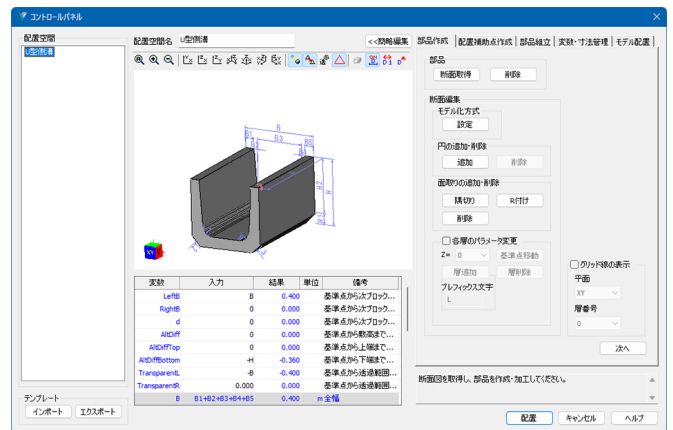 コントロールパネル
配置空間
U型側溝
配置空間名 U型側溝 <<簡略編集
部品作成 配置補助点作成 部品組立 変数・寸法管理 モデル配置
部品
断面取得 削除
断面編集
モデル化方式
設定
円の追加・削除
追加 削除
面取りの追加・削除
隅切り R付け
削除
各層のパラメータ変更
Z= 0 基準点移動
層追加 層削除
プレフィックス文字
L
グリッド線の表示
平面
XY
層番号
0
次へ
B
B3
H2
H
XY
変数 入力 結果 単位 備考
LeftB B 0.400 基準点から次ブロック...
RightB 0 0.000 基準点から次ブロック...
d 0 0.000 基準点から次ブロック...
AltDiff 0 0.000 基準点から敷高まで...
AltDiffTop 0 0.000 基準点から上端まで...
AltDiffBottom -H -0.360 基準点から下端まで...
TransparentL -B -0.400 基準点から透過範囲...
TransparentR 0.000 0.000 基準点から透過範囲...
B B1+B2+B3+B4+B5 0.400 m 全幅
断面図を取得し、部品を作成・加工してください。
テンプレート
インポート エクスポート
配置 キャンセル ヘルプ